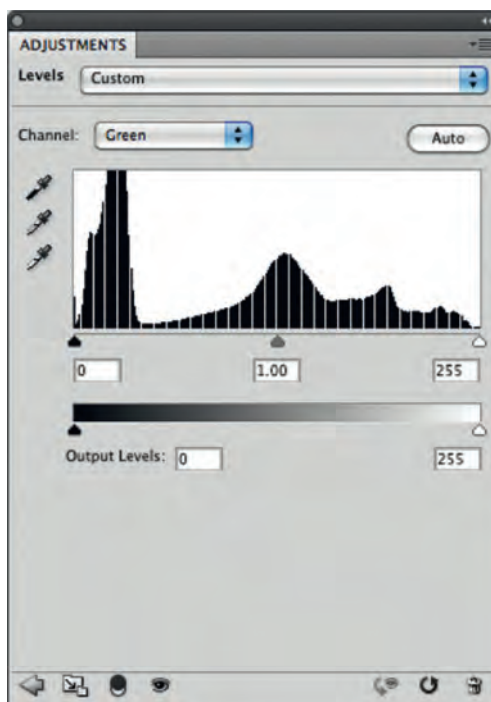 ADJUSTMENTS
Levels Custom
Channel: Green Auto
0 1.00 255
Output Levels: 0 255